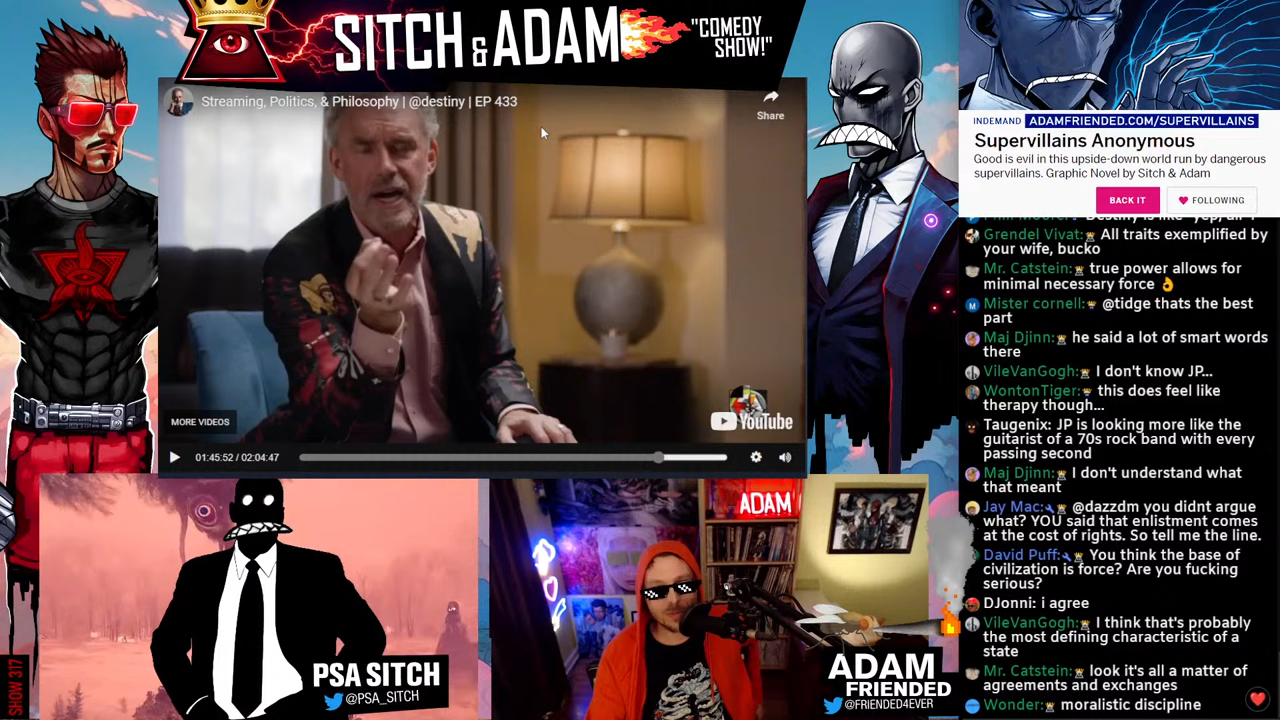 SITCH & ADAM
"COMEDY
SHOW!"
Streaming, Politics, & Philosophy | @destiny | EP 433
Share
MORE VIDEOS
YouTube
01:45:52 / 02:04:47
ADAM
PSA SITCH
@PSA_SITCH
ADAM
FRIENDED
@FRIENDED4EVER
SHOW 317
INDEMAND ADAMFRIENDED.COM/SUPERVILLAINS
Supervillains Anonymous
Good is evil in this upside-down world run by dangerous
supervillains. Graphic Novel by Sitch & Adam
BACK IT
FOLLOWING
Grendel Vivat: All traits exemplified by
your wife, bucko
Mr. Catstein: true power allows for
minimal necessary force 👌
Mister cornell: @tidge thats the best
part
Maj Djinn: he said a lot of smart words
there
VileVanGogh: I don't know JP...
WontonTiger: this does feel like
therapy though...
Taugenix: JP is looking more like the
guitarist of a 70s rock band with every
passing second
Maj Djinn: I don't understand what
that meant
Jay Mac: @dazzdm you didnt argue
what? YOU said that enlistment comes
at the cost of rights. So tell me the line.
David Puff: You think the base of
civilization is force? Are you fucking
serious?
DJonni: i agree
VileVanGogh: I think that's probably
the most defining characteristic of a
state
Mr. Catstein: look it's all a matter of
agreements and exchanges
Wonder: moralistic discipline